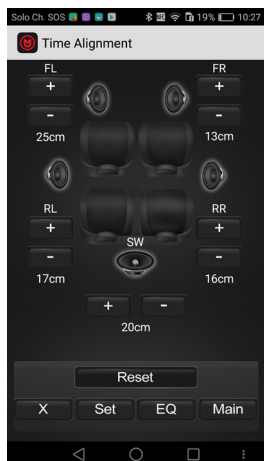 Solo Ch. SOS 19% 10:27
Time Alignment
FL FR
+ +
- -
25cm 13cm
RL RR
+ +
SW
- -
17cm 16cm
+ -
20cm
Reset
X Set EQ Main